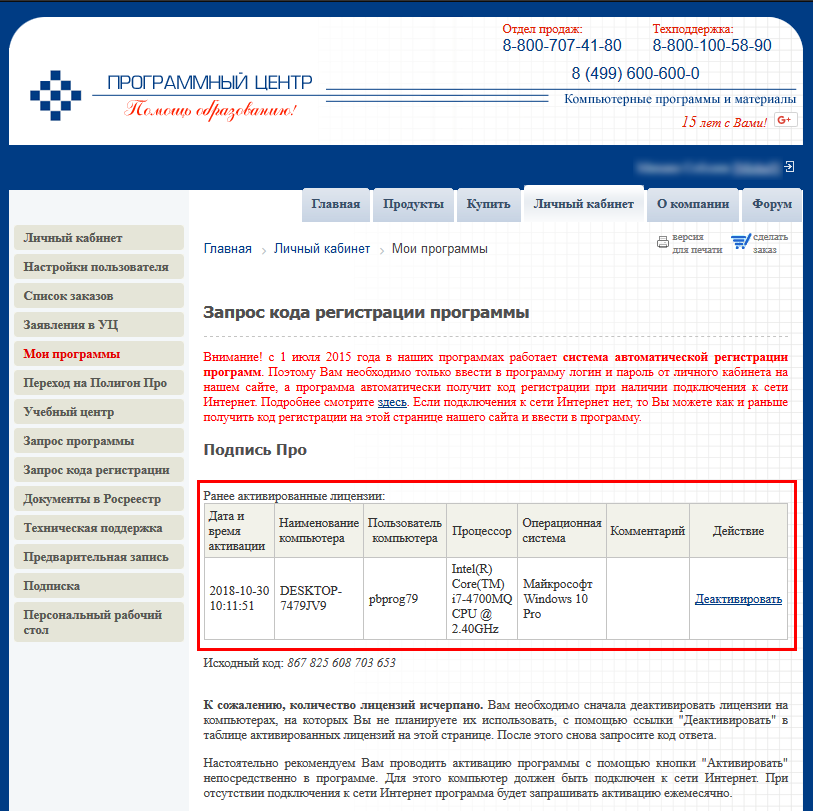 Отдел продаж:
8-800-707-41-80
Техподдержка:
8-800-100-58-90
8 (499) 600-600-0
ПРОГРАММНЫЙ ЦЕНТР
Помощь образованию!
Компьютерные программы и материалы
15 лет с Вами!
G+
Главная
Продукты
Купить
Личный кабинет
О компании
Форум
Личный кабинет
Настройки пользователя
Список заказов
Заявления в УЦ
Мои программы
Переход на Полигон Про
Учебный центр
Запрос программы
Запрос кода регистрации
Документы в Росреестр
Техническая поддержка
Предварительная запись
Подписка
Персональный рабочий
стол
Главная > Личный кабинет > Мои программы
версия
для печати
сделать
заказ
Запрос кода регистрации программы
Внимание! с 1 июля 2015 года в наших программах работает система автоматической регистрации
программ. Поэтому Вам необходимо только ввести в программу логин и пароль от личного кабинета на
нашем сайте, а программа автоматически получит код регистрации при наличии подключения к сети
Интернет. Подробнее смотрите здесь. Если подключения к сети Интернет нет, то Вы можете как и раньше
получить код регистрации на этой странице нашего сайта и ввести в программу.
Подпись Про
Ранее активированные лицензии:
Дата и
время
активации
Наименование
компьютера
Пользователь
компьютера
Процессор
Операционная
система
Комментарий
Действие
2018-10-30
10:11:51
DESKTOP-
7479JV9
pbprog79
Intel(R)
Core(TM)
i7-4700MQ
CPU @
2.40GHz
Майкрософт
Windows 10
Pro
Деактивировать
Исходный код: 867 825 608 703 653
К сожалению, количество лицензий исчерпано. Вам необходимо сначала деактивировать лицензии на
компьютерах, на которых Вы не планируете их использовать, с помощью ссылки "Деактивировать" в
таблице активированных лицензий на этой странице. После этого снова запросите код ответа.
Настоятельно рекомендуем Вам проводить активацию программы с помощью кнопки "Активировать"
непосредственно в программе. Для этого компьютер должен быть подключен к сети Интернет. При
отсутствии подключения к сети Интернет программа будет запрашивать активацию ежемесячно.